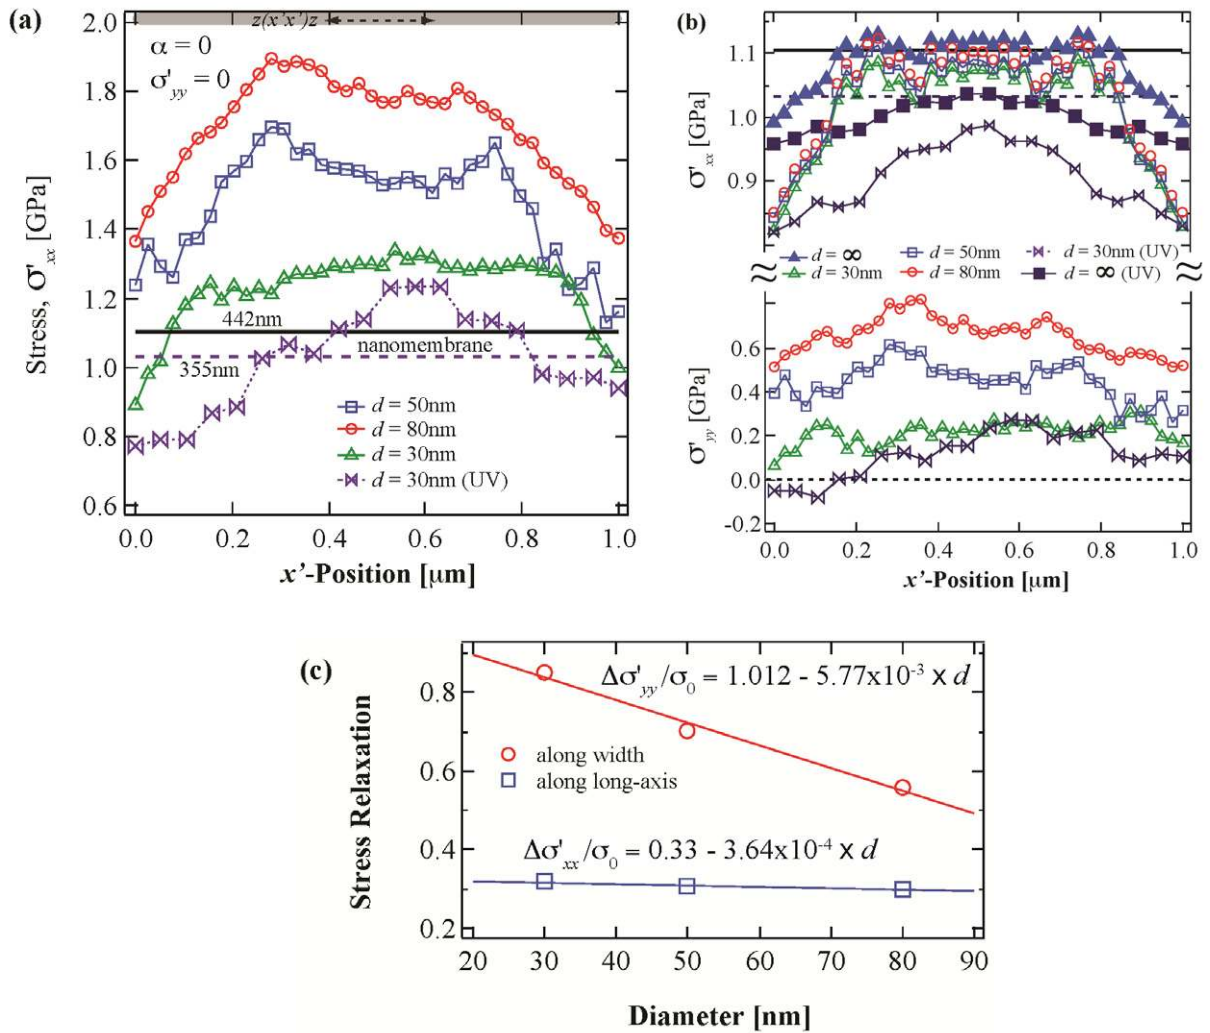 (a)
z(x'x')z
α = 0
σ'yy = 0
Stress, σ'xx [GPa]
2.0
1.8
1.6
1.4
1.2
1.0
0.8
0.6
442nm
nanomembrane
355nm
d = 50nm
d = 80nm
d = 30nm
d = 30nm (UV)
0.0 0.2 0.4 0.6 0.8 1.0
x’-Position [μm]
(b)
σ'xx [GPa]
1.1
1.0
0.9
d = ∞ d = 50nm d = 30nm (UV)
d = 30nm d = 80nm d = ∞ (UV)
≈ ≈
σ'yy [GPa]
0.6
0.4
0.2
0.0
-0.2
0.0 0.2 0.4 0.6 0.8 1.0
x’-Position [μm]
(c)
Stress Relaxation
0.8
0.6
0.4
0.2
Δσ'yy/σ0 = 1.012 - 5.77x10-3 x d
along width
along long-axis
Δσ'xx/σ0 = 0.33 - 3.64x10-4 x d
20 30 40 50 60 70 80 90
Diameter [nm]